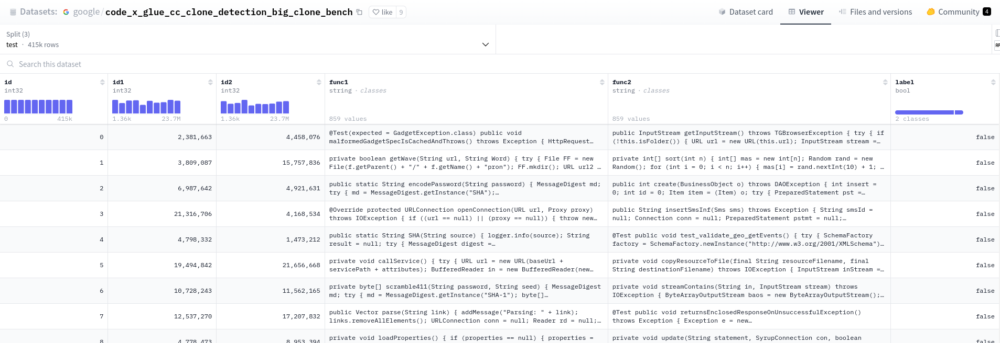 Datasets: google/code_x_glue_cc_clone_detection_big_clone_bench like 9 Dataset card Viewer Files and versions Community 4
Split (3)
test · 415k rows
Search this dataset
id id1 id2 func1 func2 label
int32 int32 int32 string · classes string · classes bool
0 415k 1.36k 23.7M 1.36k 23.7M 859 values 859 values 2 classes
0 2,381,663 4,458,076 @Test(expected = GadgetException.class) public void public InputStream getInputStream() throws TGBrowserException { try { if false
malformedGadgetSpecIsCachedAndThrows() throws Exception { HttpRequest… (!this.isFolder()) { URL url = new URL(this.url); InputStream stream =…
1 3,809,087 15,757,836 private boolean getWave(String url, String Word) { try { File FF = new private int[] sort(int n) { int[] mas = new int[n]; Random rand = new false
File(f.getParent() + "/" + f.getName() + "pron"); FF.mkdir(); URL url2 … Random(); for (int i = 0; i < n; i++) { mas[i] = rand.nextInt(10) + 1; …
2 6,987,642 4,921,631 public static String encodePassword(String password) { MessageDigest md; public int create(BusinessObject o) throws DAOException { int insert = false
try { md = MessageDigest.getInstance("SHA");… 0; int id = 0; Item item = (Item) o; try { PreparedStatement pst =…
3 21,316,706 4,168,534 @Override protected URLConnection openConnection(URL url, Proxy proxy) public String insertSmsInf(Sms sms) throws Exception { String smsId = false
throws IOException { if ((url == null) || (proxy == null)) { throw new… null; Connection conn = null; PreparedStatement pstmt = null;…
4 4,798,332 1,473,212 public static String SHA(String source) { logger.info(source); String @Test public void test_validate_geo_getEvents() { try { SchemaFactory false
result = null; try { MessageDigest digest =… factory = SchemaFactory.newInstance("http://www.w3.org/2001/XMLSchema")…
5 19,494,842 21,656,668 private void callService() { try { URL url = new URL(baseUrl + private void copyResourceToFile(final String resourceFilename, final false
servicePath + attributes); BufferedReader in = new BufferedReader(new… String destinationFilename) throws IOException { InputStream inStream =…
6 10,728,243 11,562,165 private byte[] scramble411(String password, String seed) { MessageDigest private void streamContains(String in, InputStream stream) throws false
md; try { md = MessageDigest.getInstance("SHA-1"); byte[]… IOException { ByteArrayOutputStream baos = new ByteArrayOutputStream();…
7 12,537,270 17,207,832 public Vector parse(String link) { addMessage("Parsing: " + link); @Test public void returnsEnclosedResponseOnUnsuccessfulException() false
links.removeAllElements(); URLConnection conn = null; Reader rd = null;… throws Exception { Exception e = new…
8 4,778,473 8,953,394 private void loadProperties() { if (properties == null) { properties = private void update(String statement, SyrupConnection con, boolean false